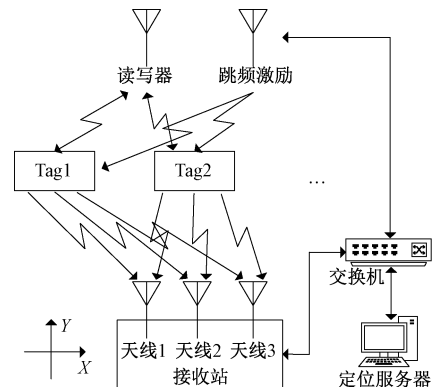 读写器 跳频激励
Tag1 Tag2 …
交换机
天线1 天线2 天线3
接收站
Y
X
定位服务器